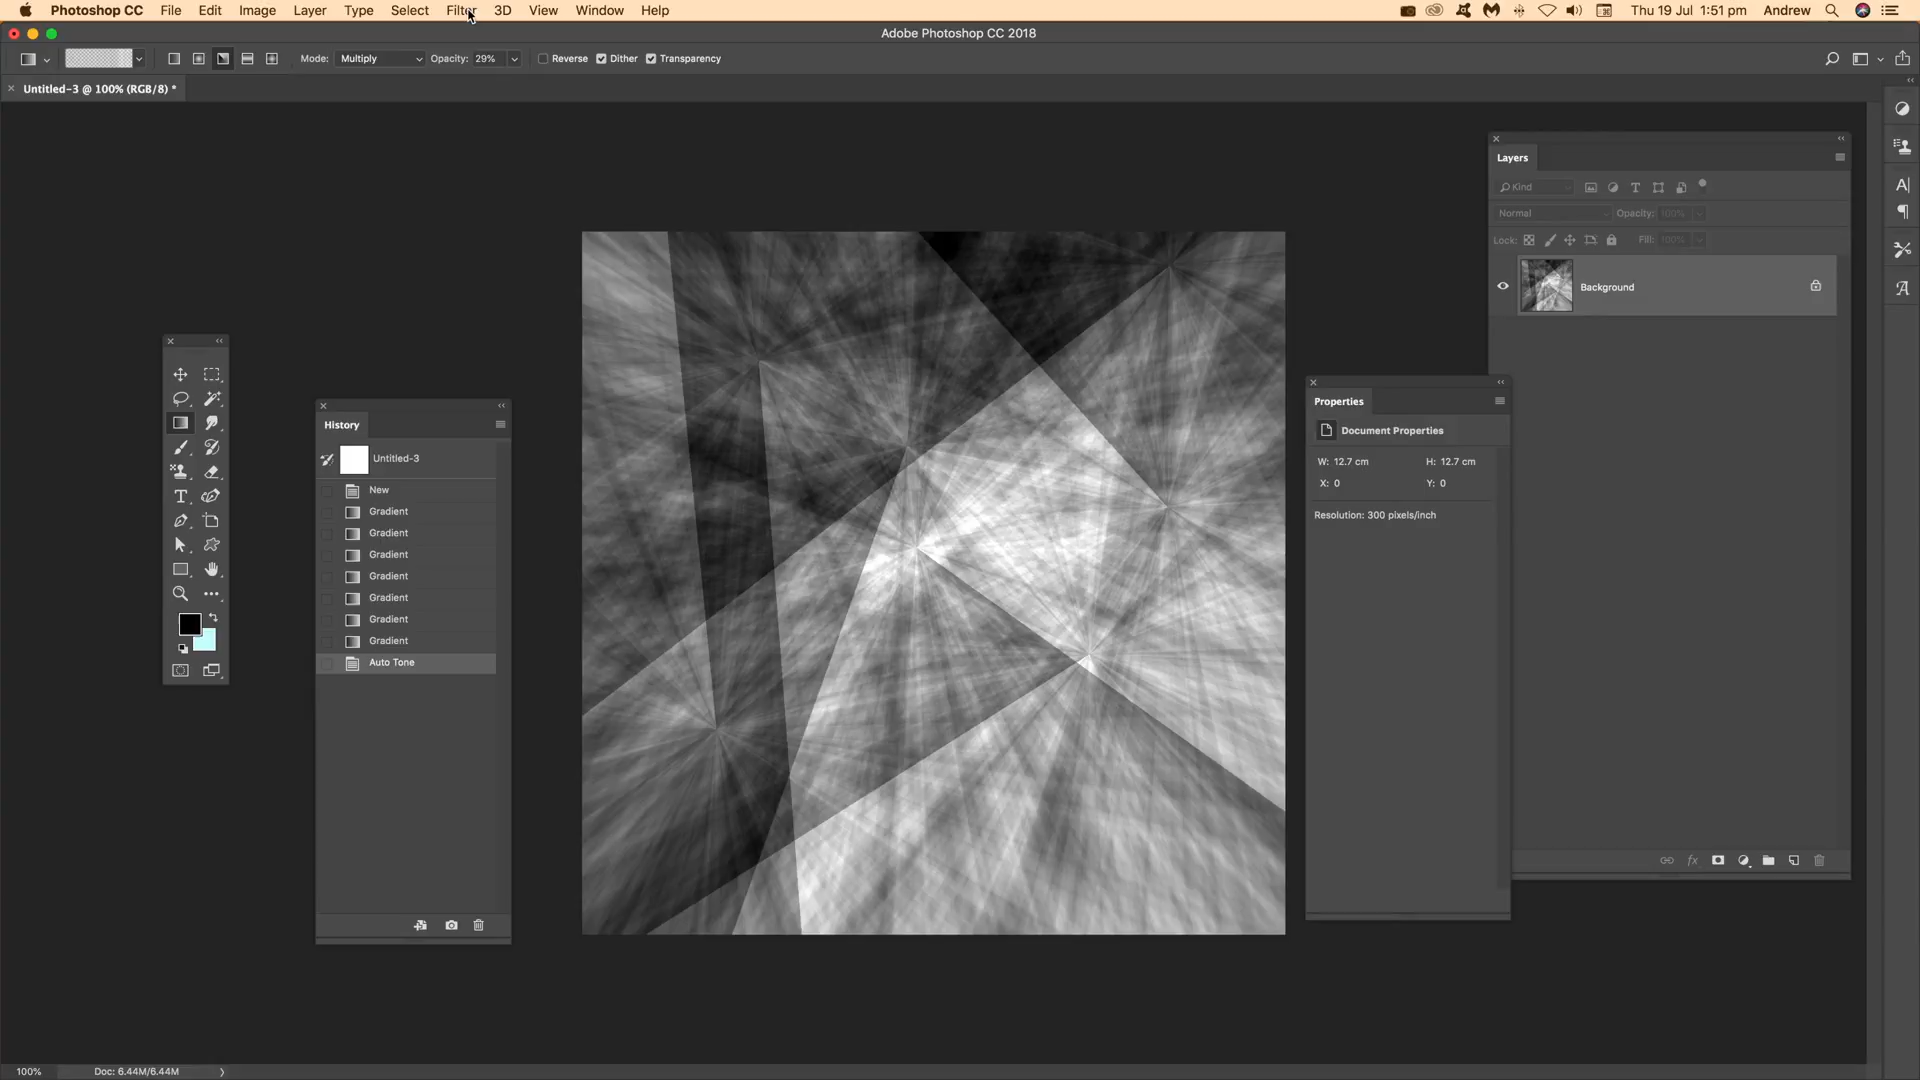 Photoshop CC File Edit Image Layer Type Select Filter 3D View Window Help Thu 19 Jul 1:51 pm Andrew
Adobe Photoshop CC 2018
Mode: Multiply Opacity: 29% Reverse Dither Transparency
Untitled-3 @ 100% (RGB/8) *
Layers
Kind
Normal Opacity: 100%
Lock: Fill: 100%
Background
History
Untitled-3
New
Gradient
Gradient
Gradient
Gradient
Gradient
Gradient
Gradient
Auto Tone
Properties
Document Properties
W: 12.7 cm H: 12.7 cm
X: 0 Y: 0
Resolution: 300 pixels/inch
100% Doc: 6.44M/6.44M